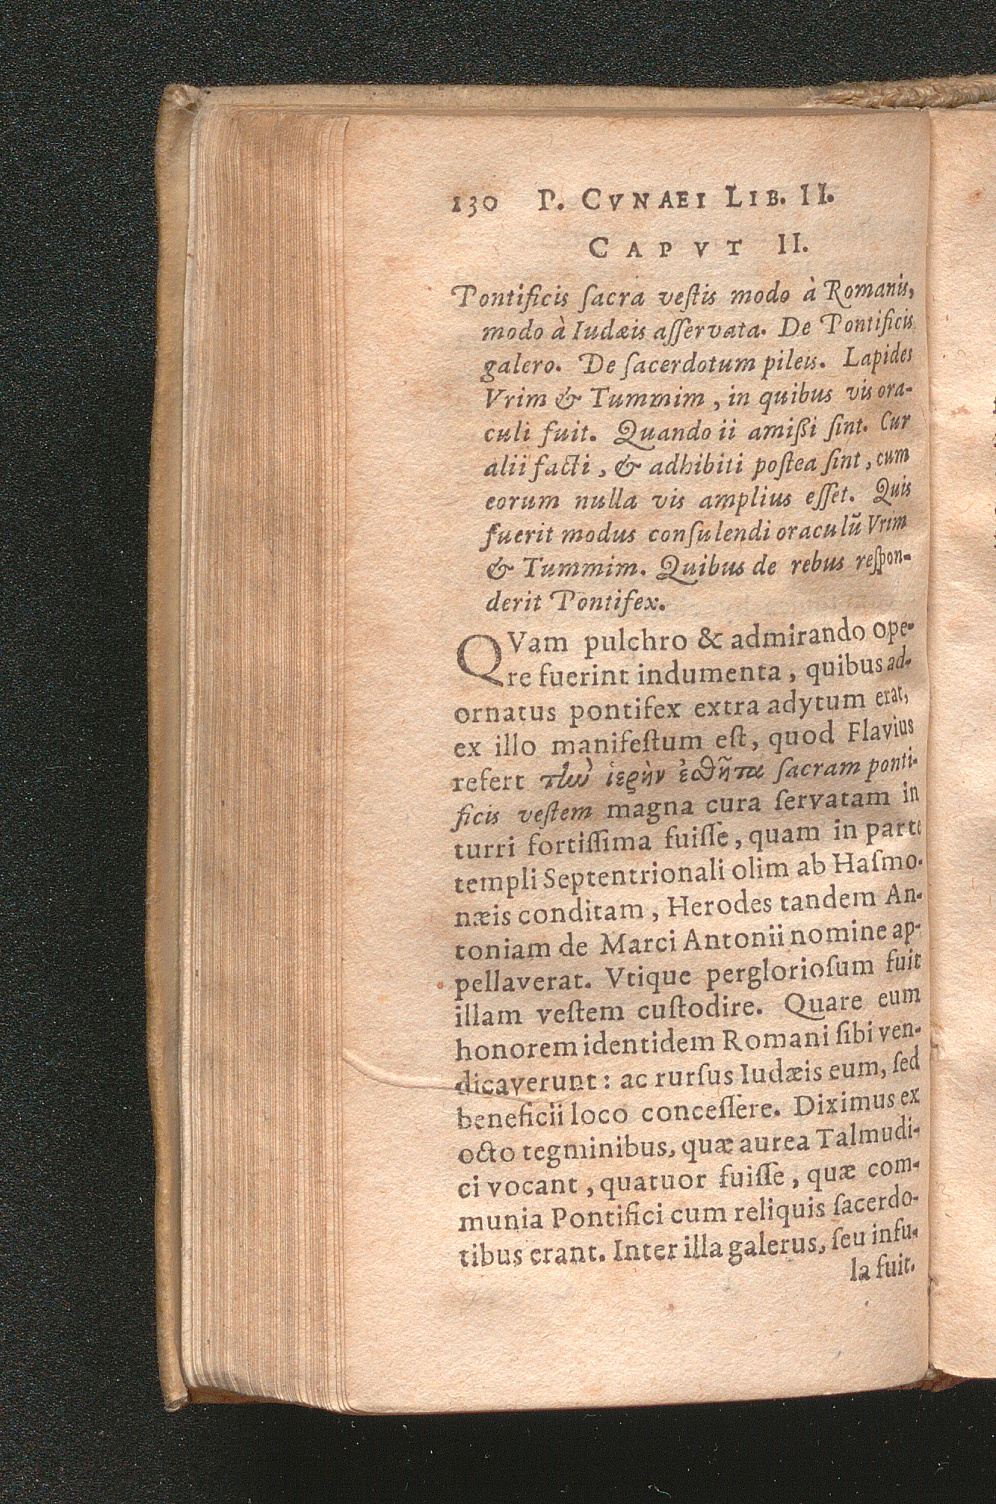 130 P. CVNAEI LIB. II.
CAPVT II.
Pontificis ſacra veſtis modo à Romanis,
modo à Iudæis aſſervata. De Pontificis
galero. De ſacerdotum pileis. Lapides
Vrim & Tummim, in quibus vis ora-
culi fuit. Quando ii amißi ſint. Cur
alii facti, & adhibiti poſtea ſint, cum
eorum nulla vis amplius eſſet. Quis
fuerit modus conſulendi oraculũ Vrim
& Tummim. Quibus de rebus reſpon-
derit Pontifex.
QVam pulchro & admirando ope-
re fuerint indumenta, quibus ad-
ornatus pontifex extra adytum erat,
ex illo manifeſtum eſt, quod Flavius
refert τὼ ἱερὴν ἐσθῆτα ſacram ponti-
ficis veſtem magna cura ſervatam in
turri fortiſſima fuiſſe, quam in parte
templi Septentrionali olim ab Haſmo-
næis conditam, Herodes tandem An-
toniam de Marci Antonii nomine ap-
pellaverat. Vtique perglorioſum fuit
illam veſtem cuſtodire. Quare eum
honorem identidem Romani ſibi ven-
dicaverunt: ac rurſus Iudæis eum, ſed
beneficii loco conceſſere. Diximus ex
octo tegminibus, quæ aurea Talmudi-
ci vocant, quatuor fuiſſe, quæ com-
munia Pontifici cum reliquis ſacerdo-
tibus erant. Inter illa galerus, ſeu infu-
la fuit.